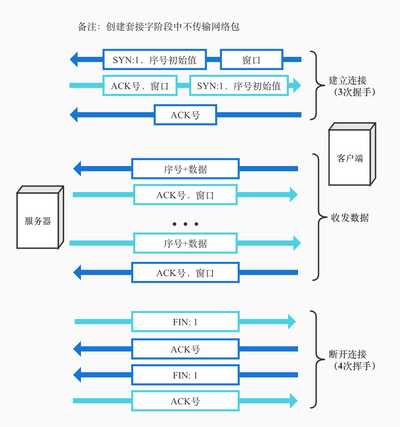 备注：创建套接字阶段中不传输网络包
SYN:1，序号初始值 窗口
ACK号，窗口 SYN:1，序号初始值
建立连接
（3次握手）
ACK号
客户端
序号+数据
ACK号，窗口
收发数据
服务器
序号+数据
ACK号，窗口
FIN: 1
ACK号
断开连接
（4次挥手）
FIN: 1
ACK号